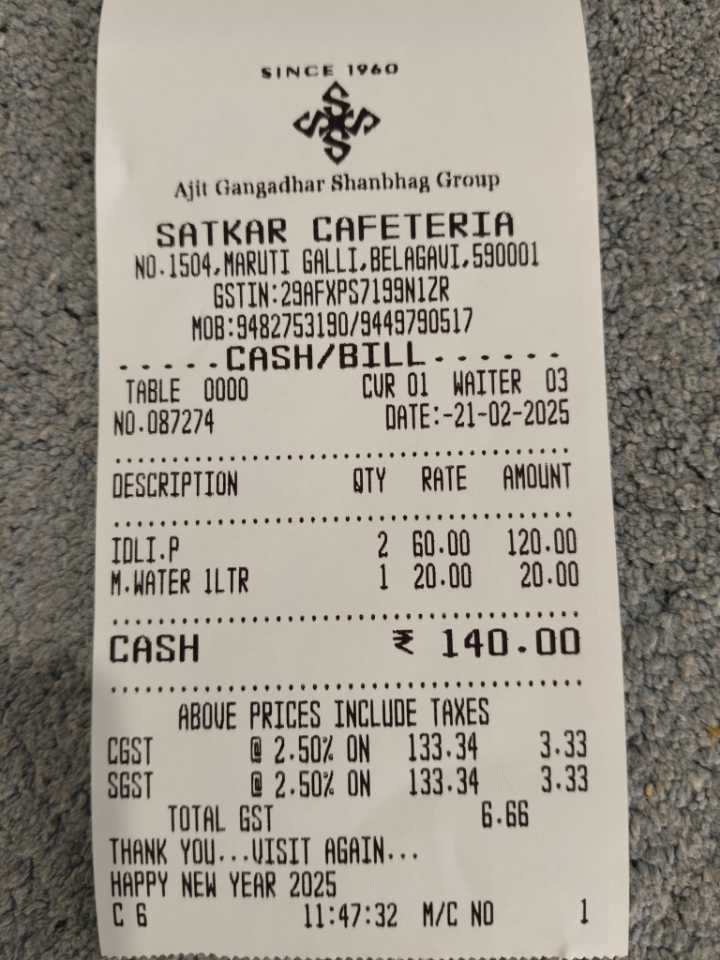 SINCE 1960
Ajit Gangadhar Shanbhag Group
SATKAR CAFETERIA
NO.1504,MARUTI GALLI,BELAGAVI,590001
GSTIN:29AFXPS7199N1ZR
MOB:9482753190/9449790517
.....CASH/BILL......
TABLE 0000 CUR 01 WAITER 03
NO.087274 DATE:-21-02-2025
DESCRIPTION QTY RATE AMOUNT
IDLI.P 2 60.00 120.00
M.WATER 1LTR 1 20.00 20.00
CASH ₹ 140.00
ABOVE PRICES INCLUDE TAXES
CGST @ 2.50% ON 133.34 3.33
SGST @ 2.50% ON 133.34 3.33
TOTAL GST 6.66
THANK YOU...VISIT AGAIN...
HAPPY NEW YEAR 2025
C 6 11:47:32 M/C NO 1